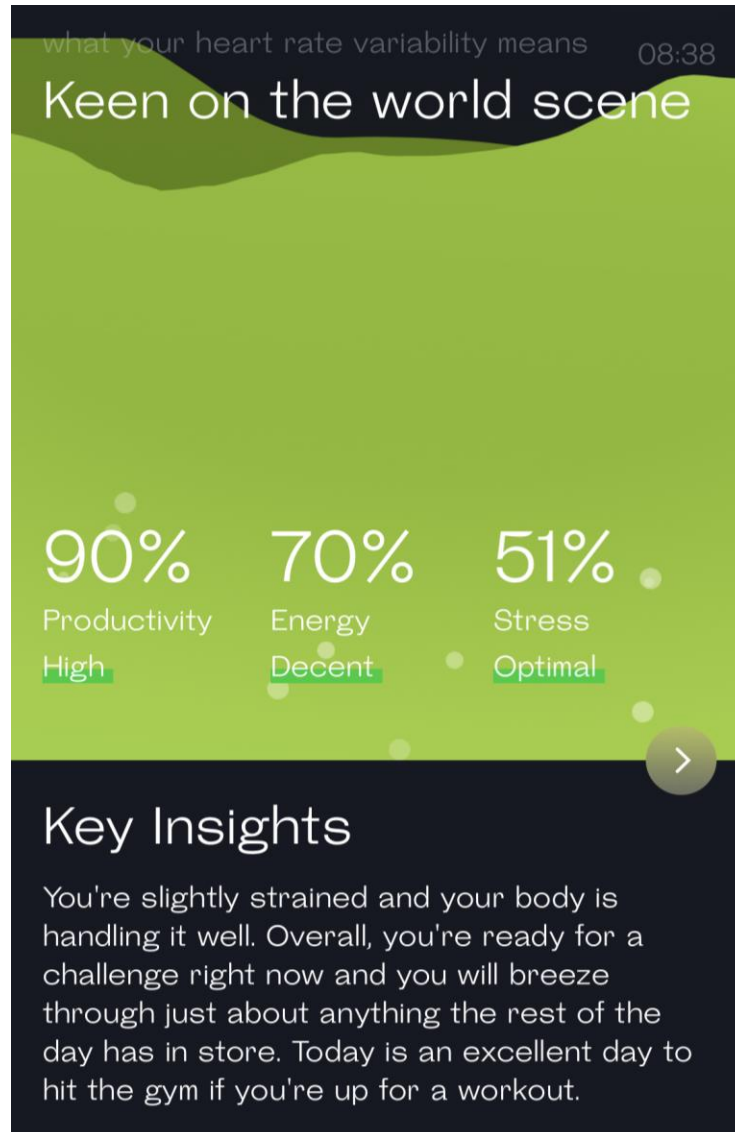 what your heart rate variability means
08:38
Keen on the world scene
90% 70% 51%
Productivity Energy Stress
High Decent Optimal
Key Insights
You're slightly strained and your body is
handling it well. Overall, you're ready for a
challenge right now and you will breeze
through just about anything the rest of the
day has in store. Today is an excellent day to
hit the gym if you're up for a workout.